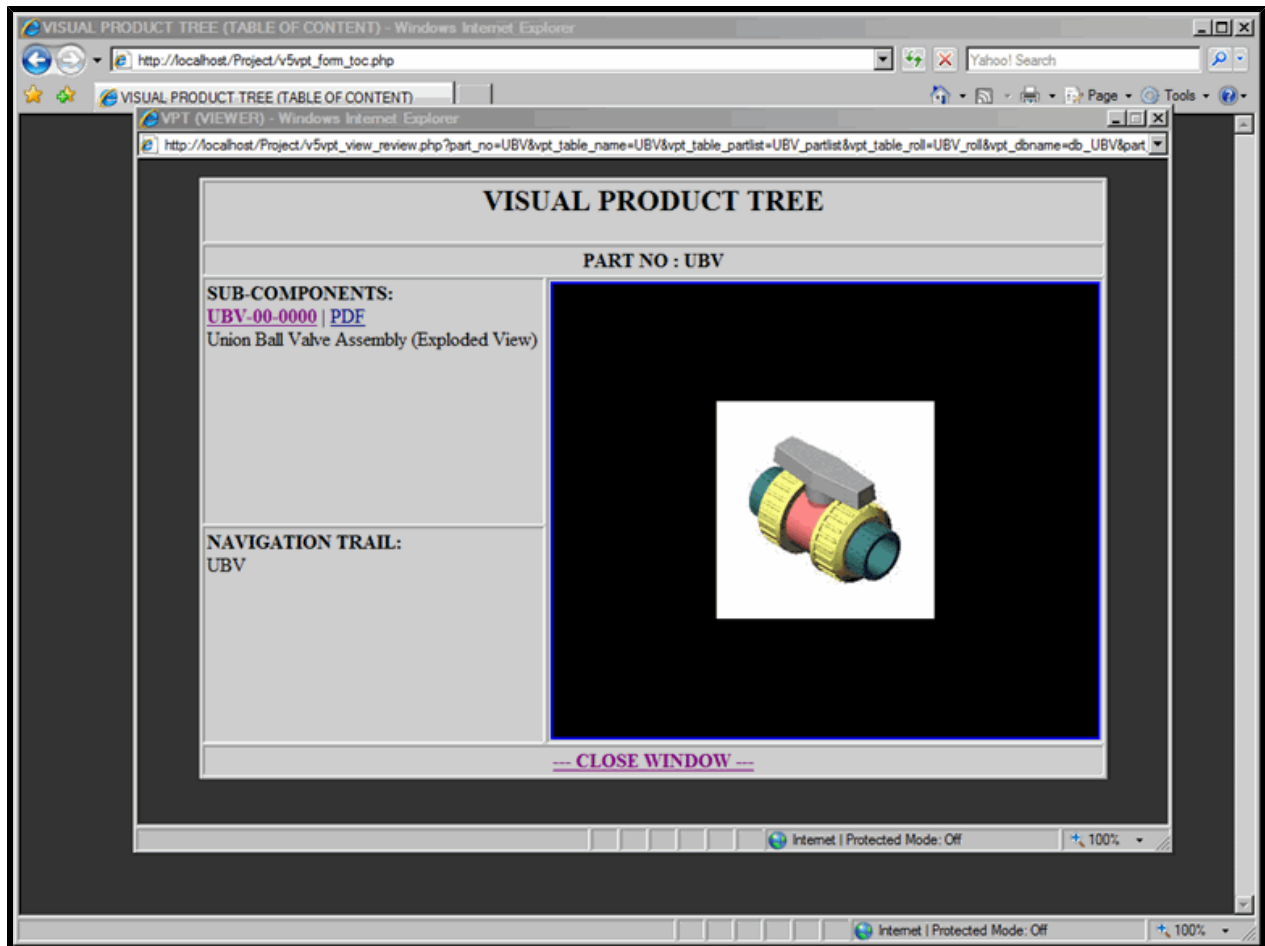 VISUAL PRODUCT TREE (TABLE OF CONTENT) - Windows Internet Explorer
http://localhost/Project/v5vpt_form_toc.php
Yahoo! Search
VISUAL PRODUCT TREE (TABLE OF CONTENT)
Page
Tools
VPT (VIEWER) - Windows Internet Explorer
http://localhost/Project/v5vpt_view_review.php?part_no=UBV&vpt_table_name=UBV&vpt_table_partlist=UBV_partlist&vpt_table_roll=UBV_roll&vpt_dbname=db_UBV&part
VISUAL PRODUCT TREE
PART NO : UBV
SUB-COMPONENTS:
UBV-00-0000 | PDF
Union Ball Valve Assembly (Exploded View)
NAVIGATION TRAIL:
UBV
--- CLOSE WINDOW ---
Internet | Protected Mode: Off
100%
Internet | Protected Mode: Off
100%